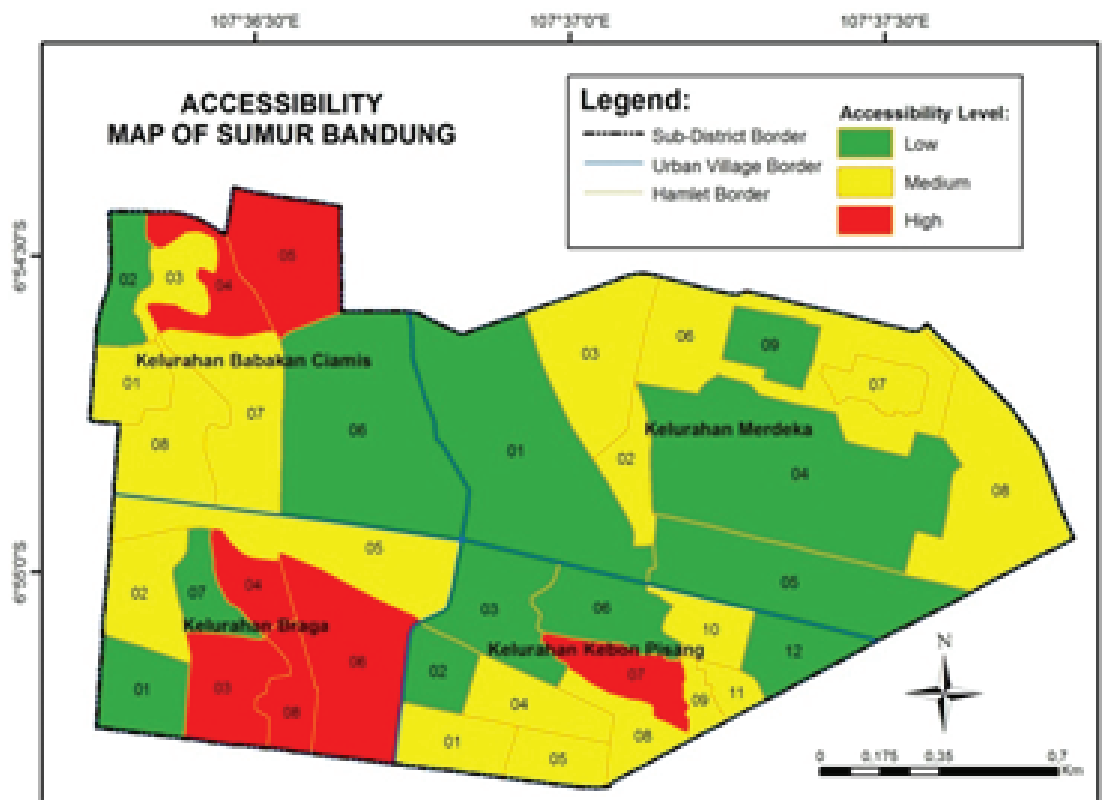 107°36'30"E
107°37'0"E
107°37'30"E
ACCESSIBILITY
MAP OF SUMUR BANDUNG
Legend:
Sub-District Border
Urban Village Border
Hamlet Border
Accessibility Level:
Low
Medium
High
6°54'30"S
6°55'0"S
05
02
03
04
Kelurahan Babakan Ciamis
01
07
08
06
03
06
09
07
01
02
Kelurahan Merdeka
04
08
05
05
02
07
04
Kelurahan Braga
01
03
06
08
03
06
10
Kelurahan Kebon Pisang
12
02
07
04
09
11
01
05
08
N
0
0,175
0,35
0,7
Km